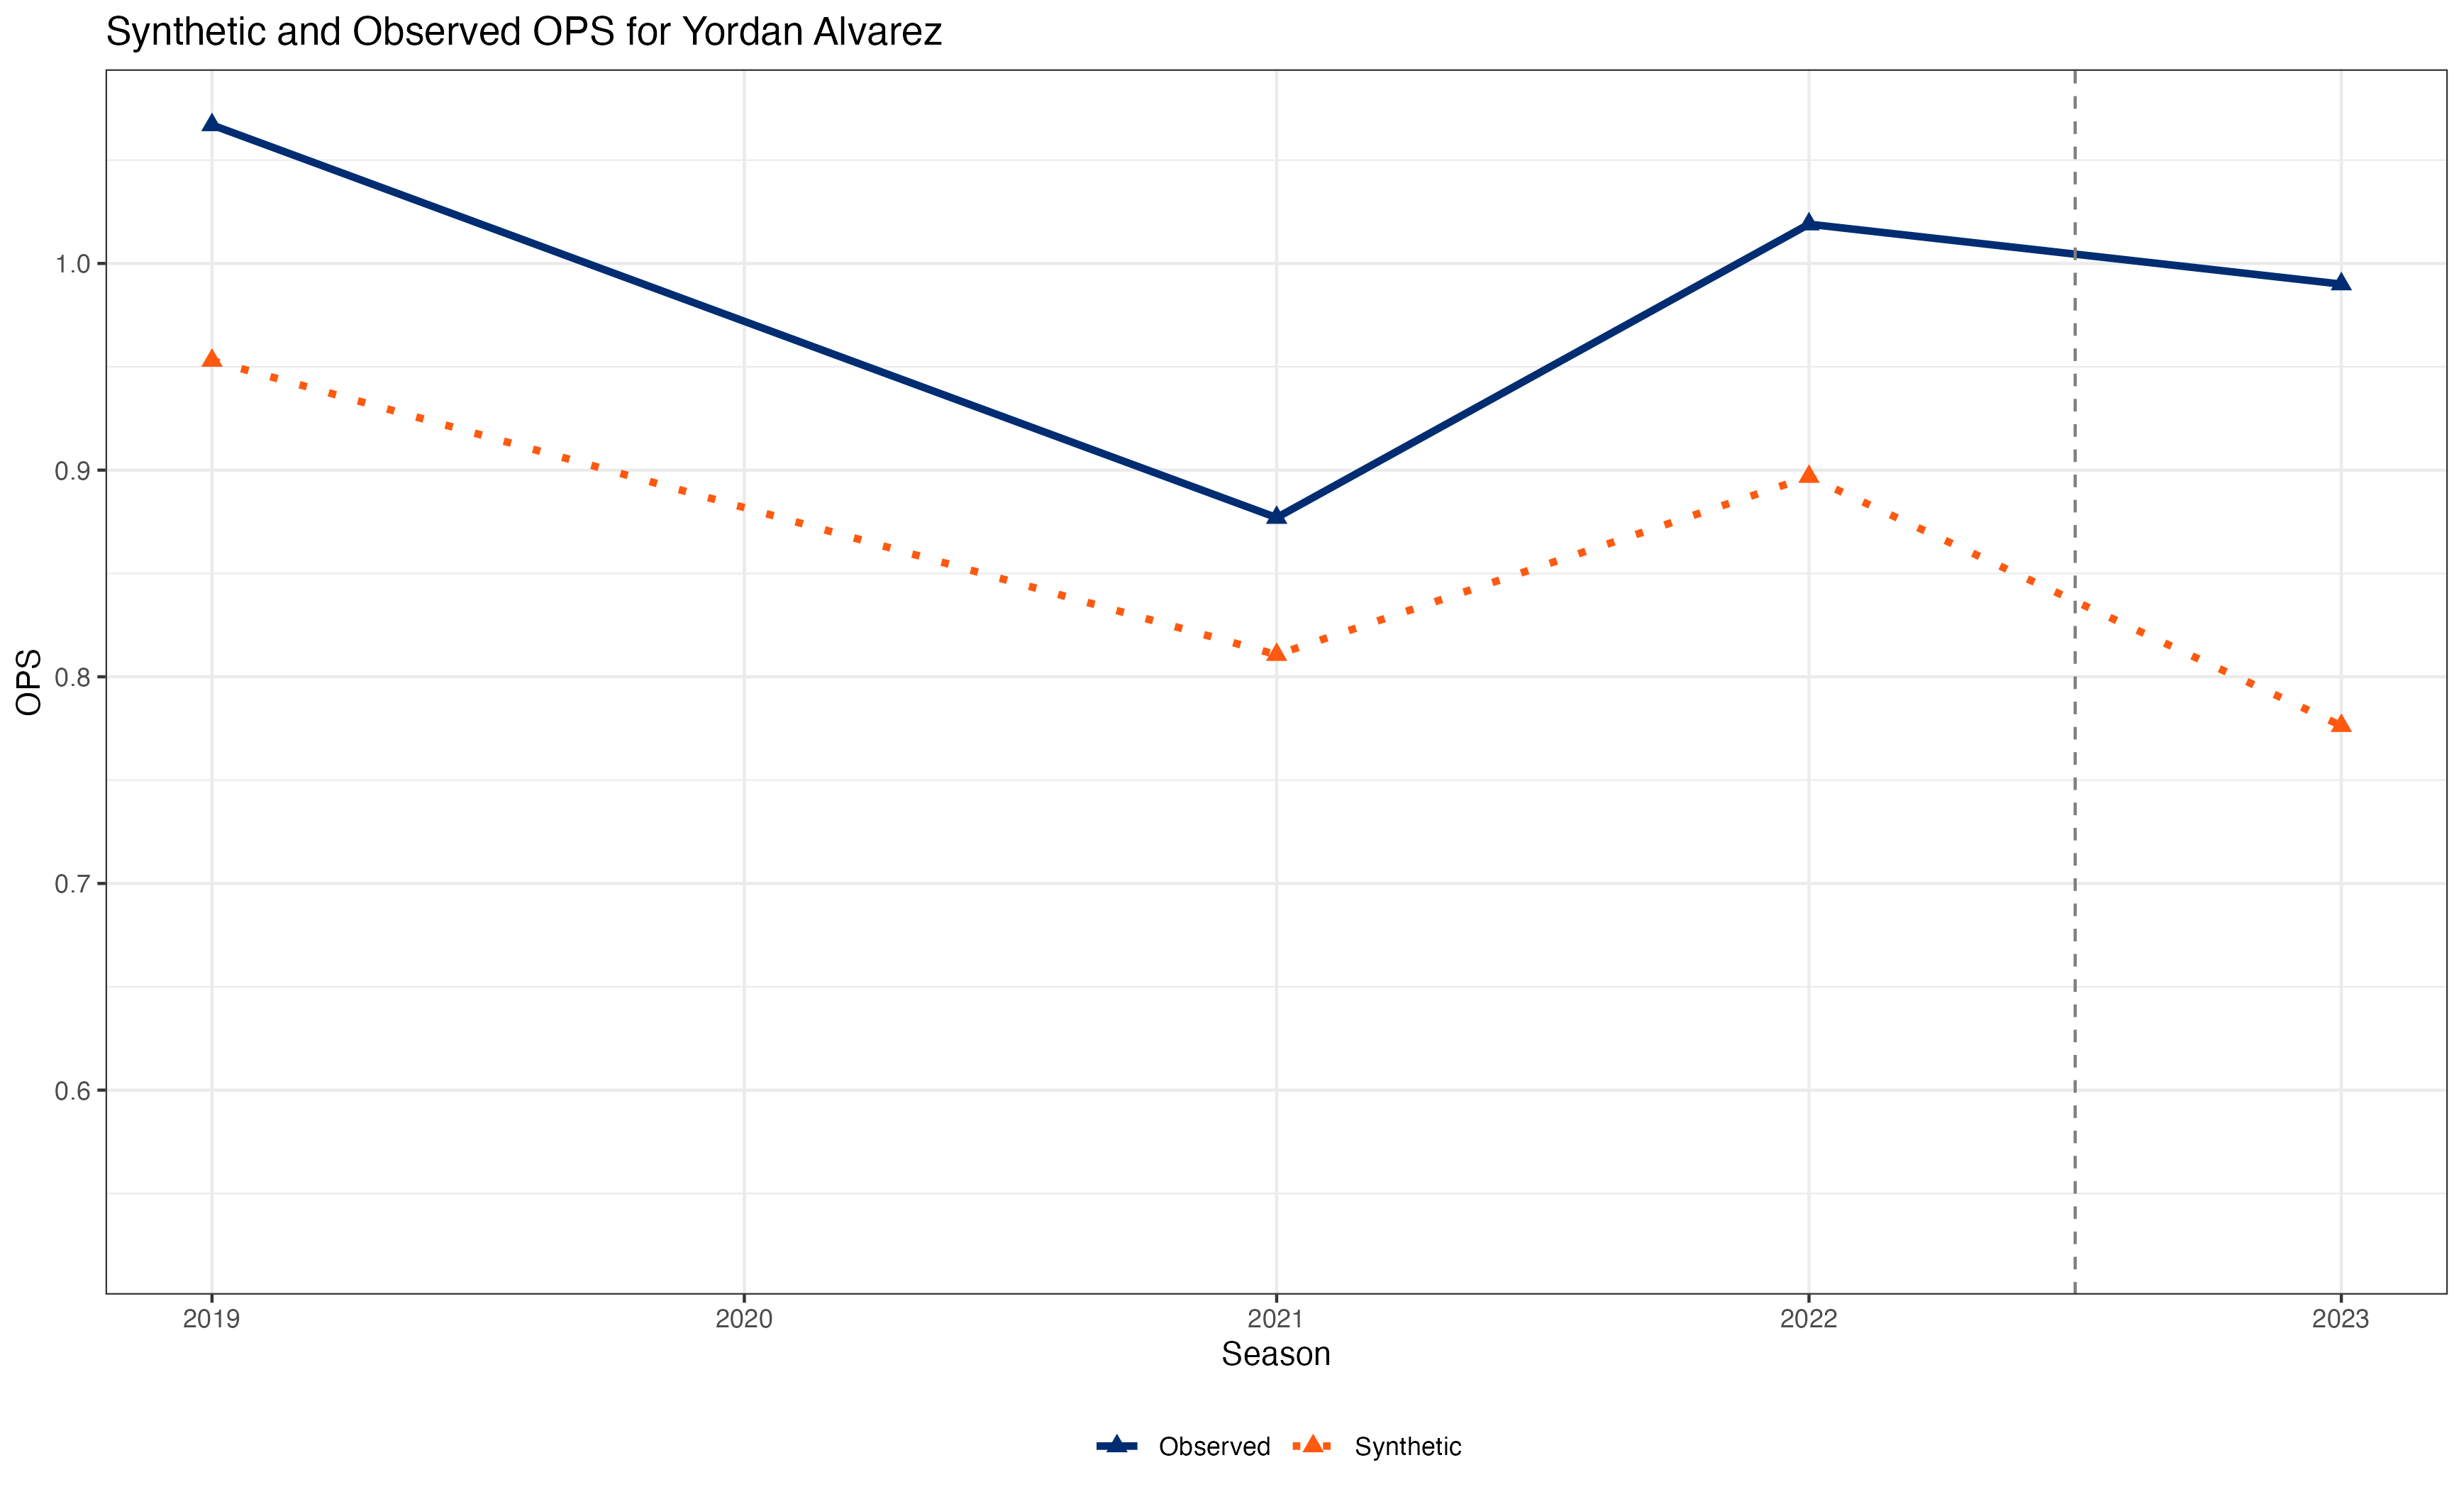 Synthetic and Observed OPS for Yordan Alvarez
OPS
1.0
0.9
0.8
0.7
0.6
2019 2020 2021 2022 2023
Season
Observed Synthetic